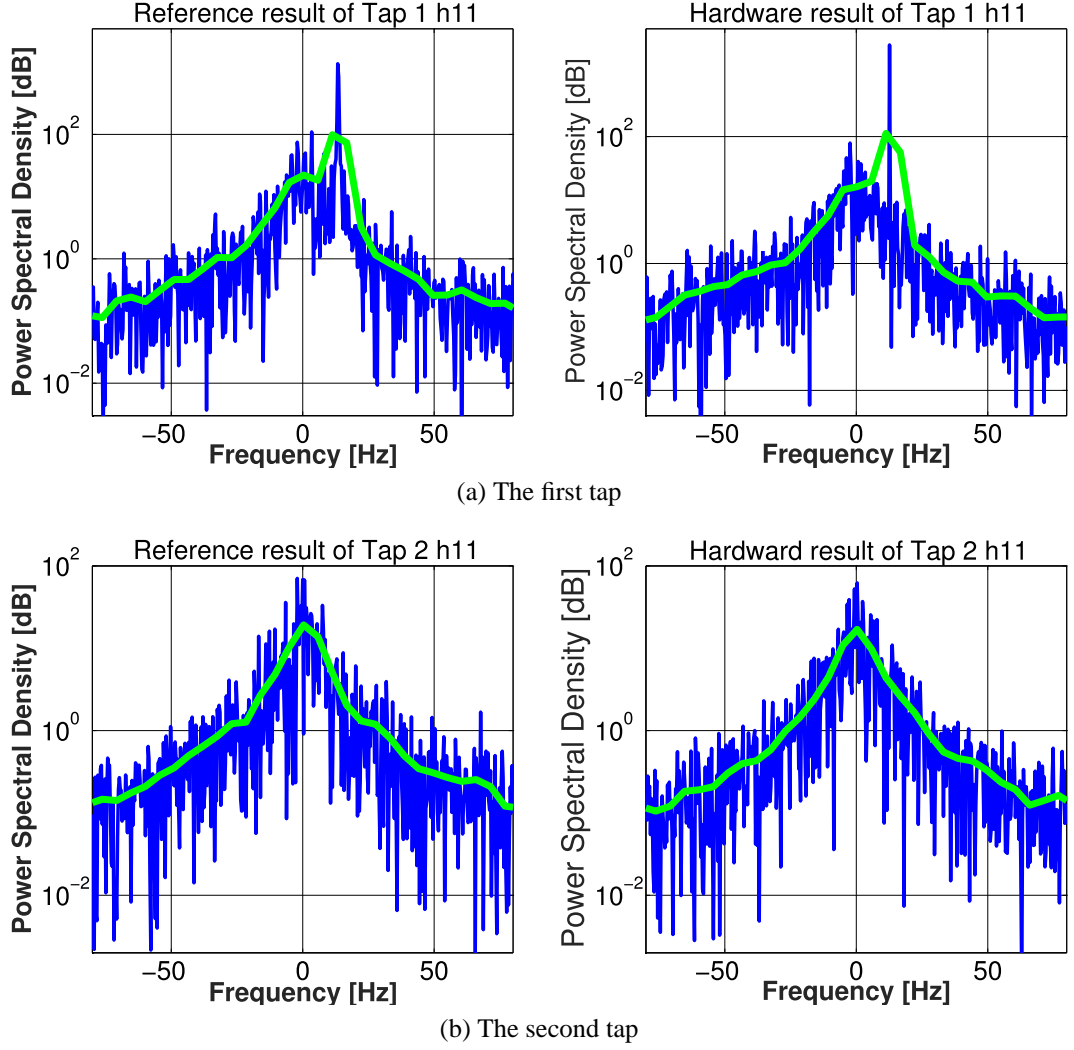 Reference result of Tap 1 h11
Hardware result of Tap 1 h11
Power Spectral Density [dB]
10^2
10^0
10^−2
−50 0 50
Frequency [Hz]
Power Spectral Density [dB]
10^2
10^0
10^−2
−50 0 50
Frequency [Hz]
(a) The first tap
Reference result of Tap 2 h11
Hardward result of Tap 2 h11
Power Spectral Density [dB]
10^2
10^0
10^−2
−50 0 50
Frequency [Hz]
Power Spectral Density [dB]
10^2
10^0
10^−2
−50 0 50
Frequency [Hz]
(b) The second tap